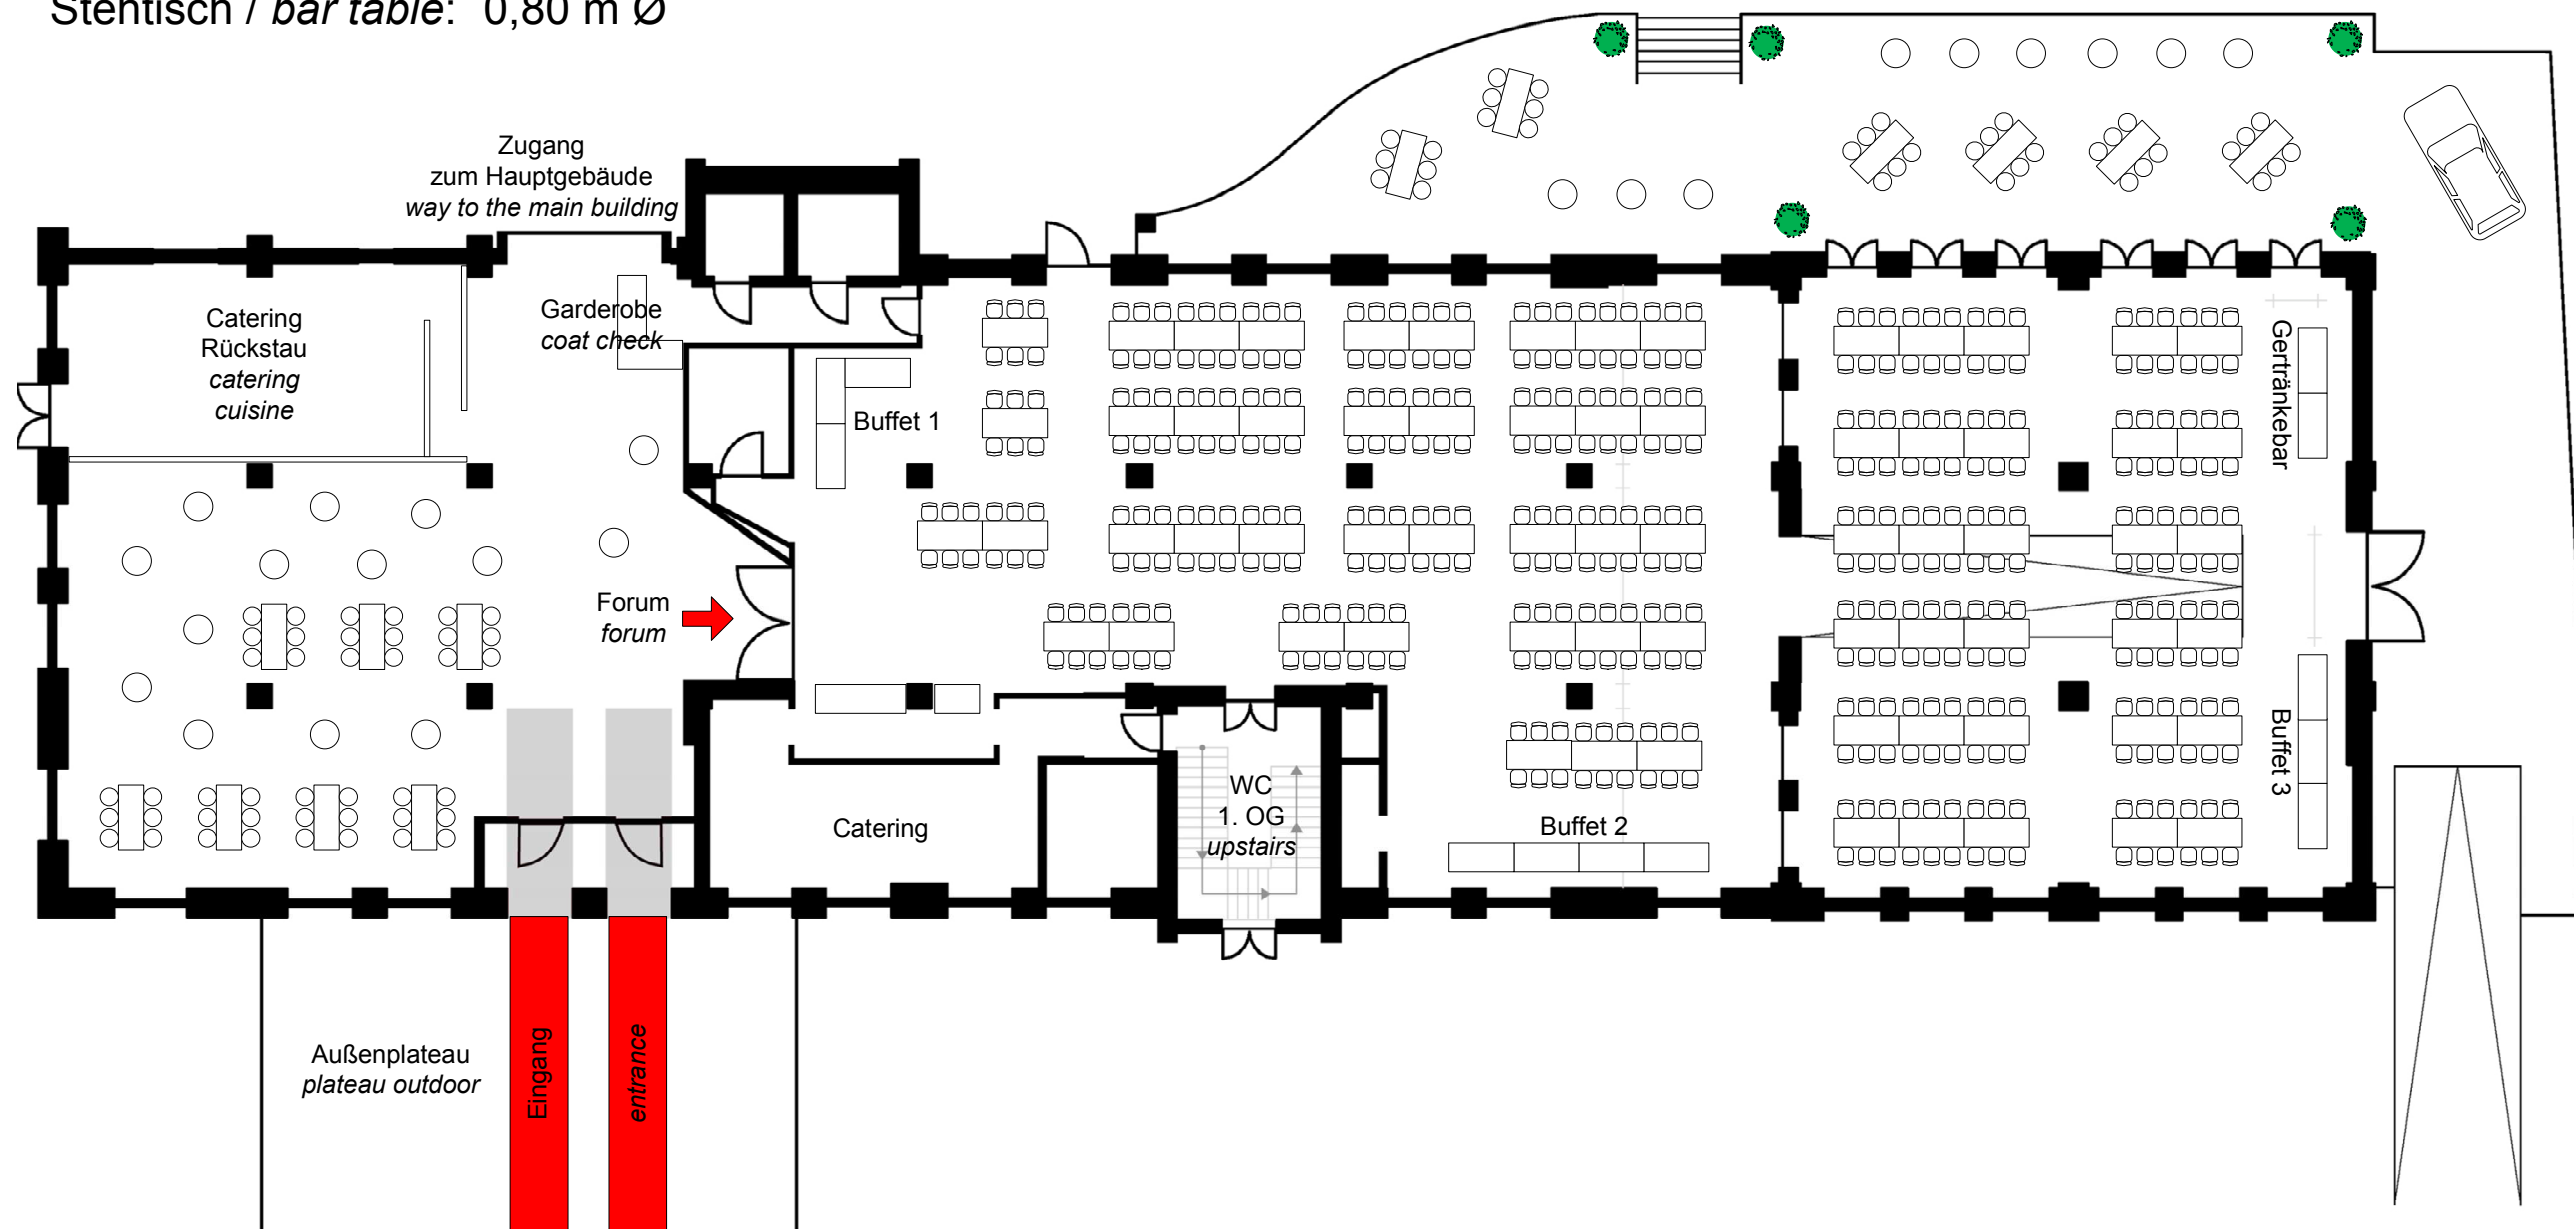 Stehtisch / bar table: 0,80 m Ø
Zugang
zum Hauptgebäude
way to the main building
Catering
Rückstau
catering
cuisine
Garderobe
coat check
Buffet 1
Gertränkebar
Forum
forum
Buffet 3
WC
1. OG
upstairs
Catering
Buffet 2
Außenplateau
plateau outdoor
Eingang
entrance